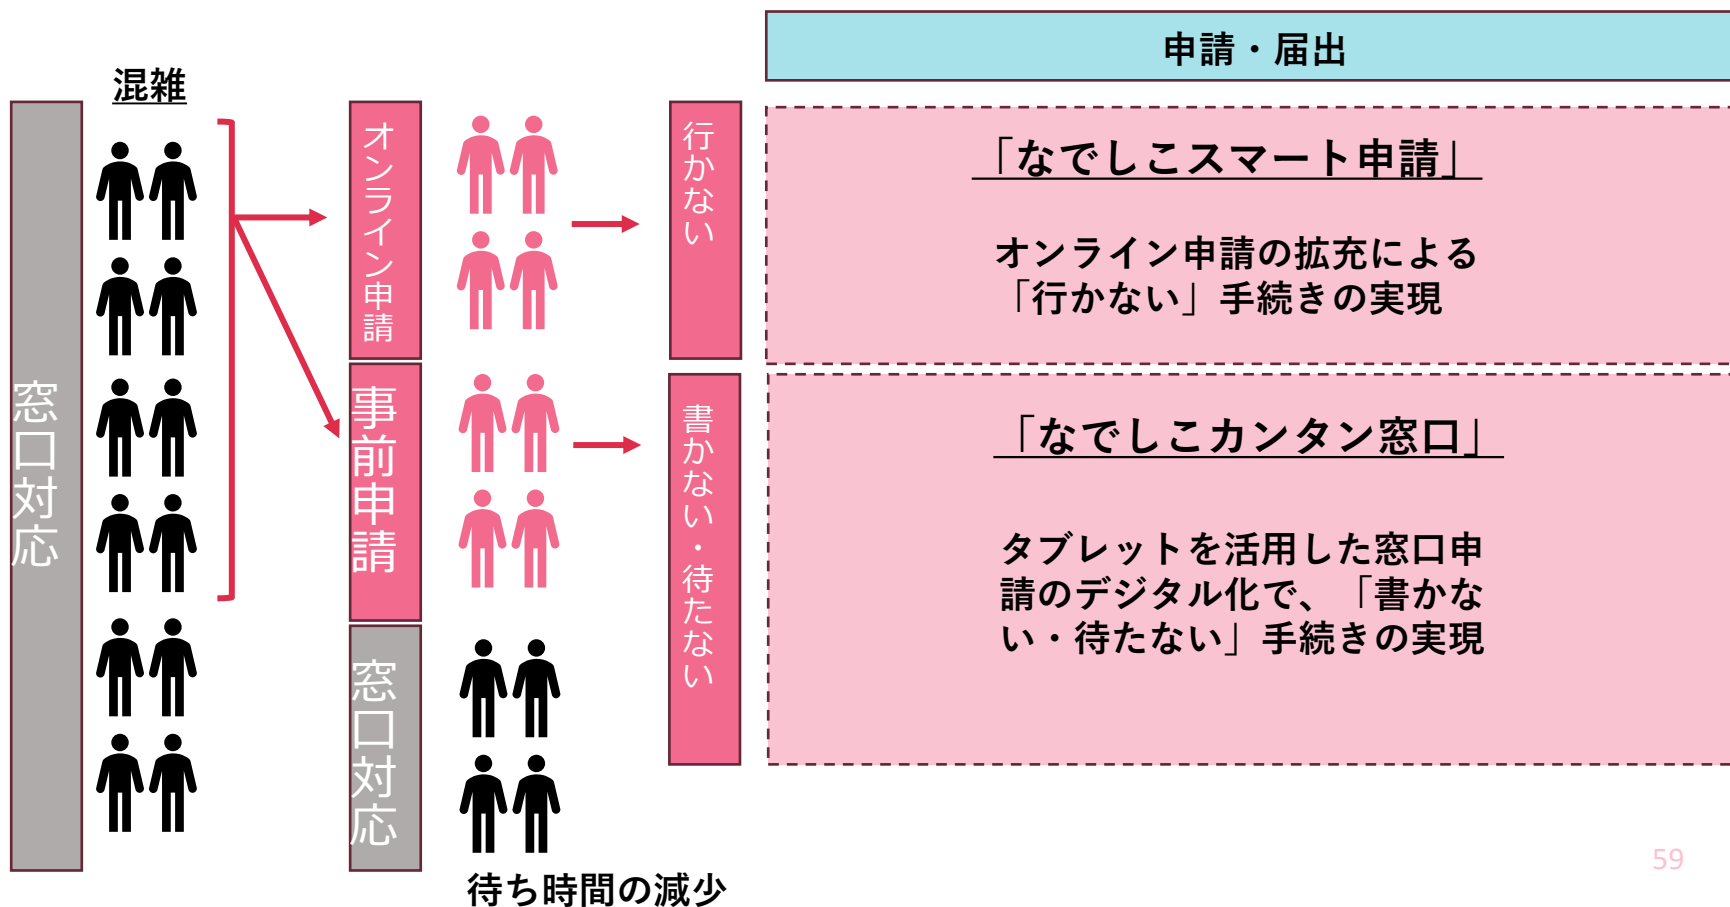 申請・届出
混雑
窓口対応
オンライン申請
事前申請
窓口対応
待ち時間の減少
行かない
書かない・待たない
「なでしこスマート申請」
オンライン申請の拡充による
「行かない」手続きの実現
「なでしこカンタン窓口」
タブレットを活用した窓口申
請のデジタル化で、「書かな
い・待たない」手続きの実現
59